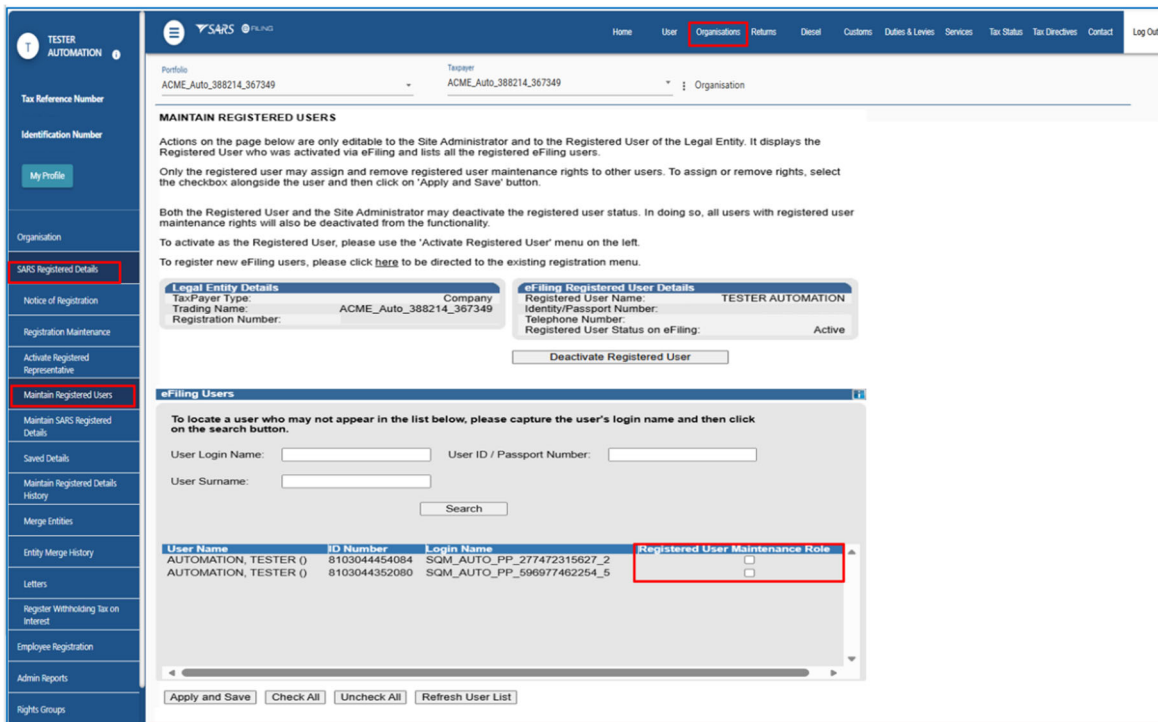 T
TESTER AUTOMATION
Tax Reference Number
Identification Number
My Profile
Organisation
SARS Registered Details
Notice of Registration
Registration Maintenance
Activate Registered Representative
Maintain Registered Users
Maintain SARS Registered Details
Saved Details
Maintain Registered Details History
Merge Entities
Entity Merge History
Letters
Register Withholding Tax on Interest
Employee Registration
Admin Reports
Rights Groups
SARS eFILING
Home User Organisations Returns Diesel Customs Duties & Levies Services Tax Status Tax Directives Contact Log Out
Portfolio
ACME_Auto_388214_367349
Taxpayer
ACME_Auto_388214_367349
Organisation
MAINTAIN REGISTERED USERS
Actions on the page below are only editable to the Site Administrator and to the Registered User of the Legal Entity. It displays the
Registered User who was activated via eFiling and lists all the registered eFiling users.
Only the registered user may assign and remove registered user maintenance rights to other users. To assign or remove rights, select
the checkbox alongside the user and then click on 'Apply and Save' button.
Both the Registered User and the Site Administrator may deactivate the registered user status. In doing so, all users with registered user
maintenance rights will also be deactivated from the functionality.
To activate as the Registered User, please use the 'Activate Registered User' menu on the left.
To register new eFiling users, please click here to be directed to the existing registration menu.
Legal Entity Details
TaxPayer Type: Company
Trading Name: ACME_Auto_388214_367349
Registration Number:
eFiling Registered User Details
Registered User Name: TESTER AUTOMATION
Identity/Passport Number:
Telephone Number:
Registered User Status on eFiling: Active
Deactivate Registered User
eFiling Users
To locate a user who may not appear in the list below, please capture the user's login name and then click
on the search button.
User Login Name: User ID / Passport Number:
User Surname:
Search
User Name ID Number Login Name Registered User Maintenance Role
AUTOMATION, TESTER () 8103044454084 SQM_AUTO_PP_277472315627_2
AUTOMATION, TESTER () 8103044352080 SQM_AUTO_PP_596977462254_5
Apply and Save Check All Uncheck All Refresh User List